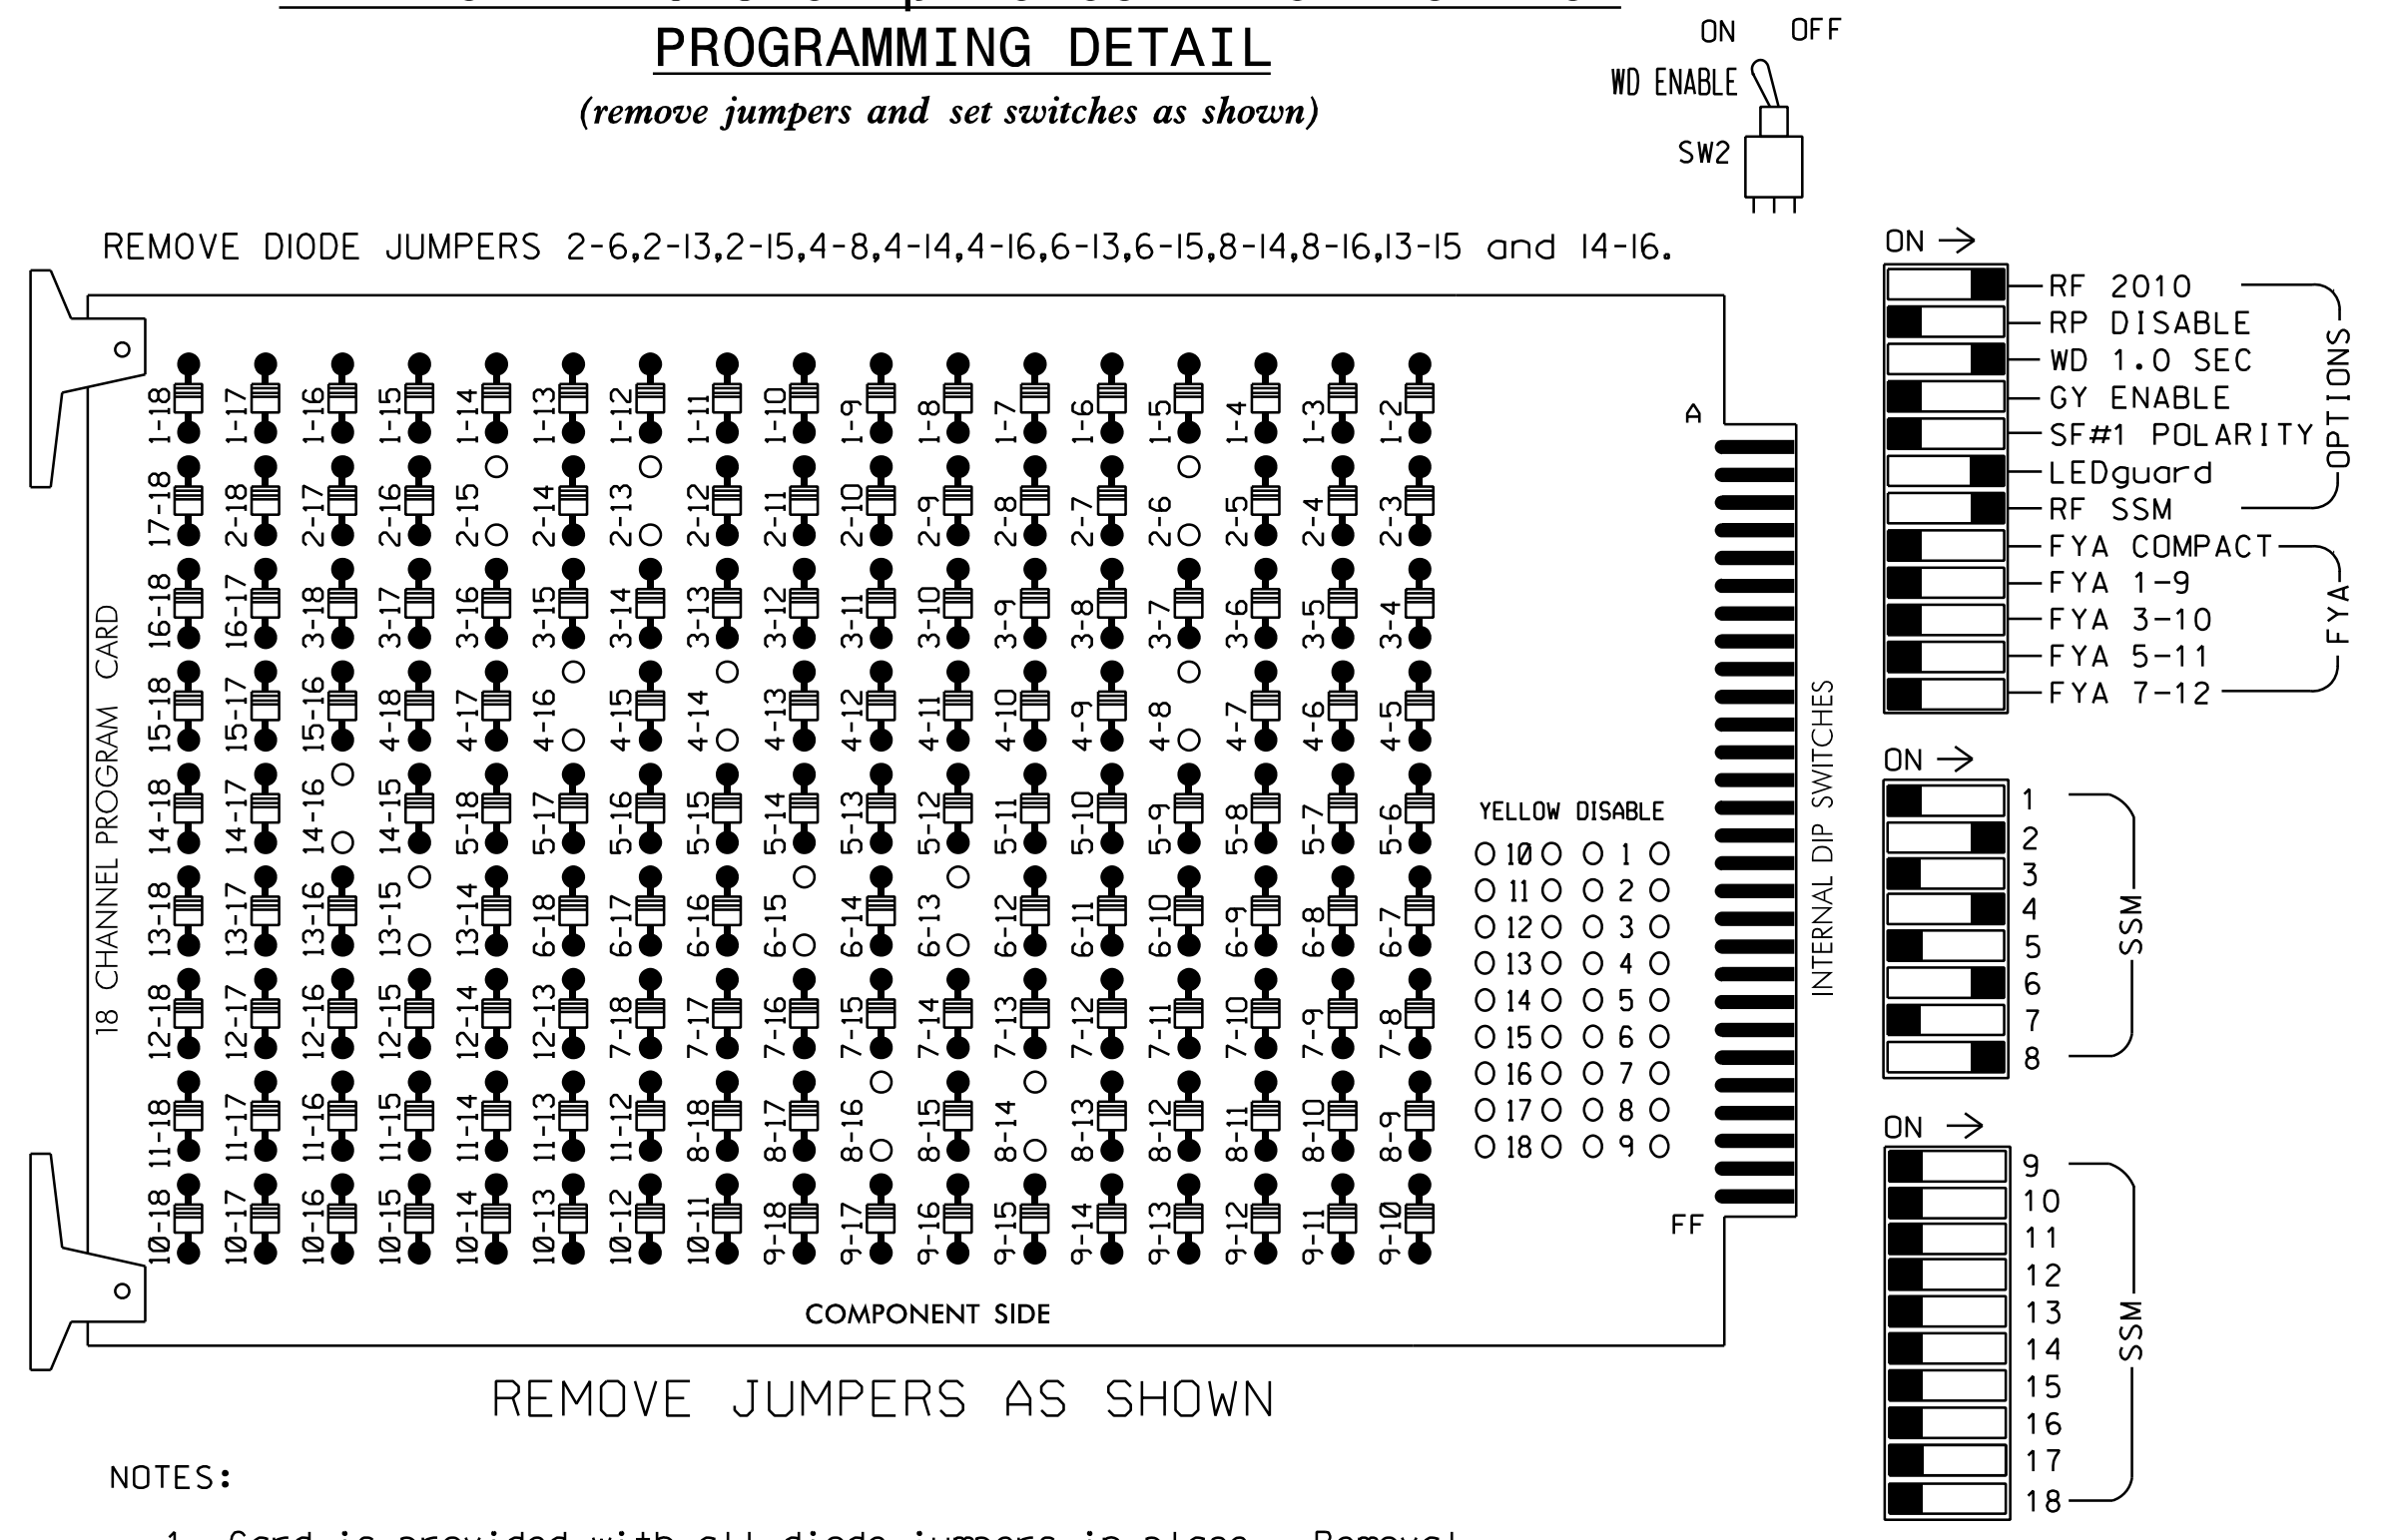 PROGRAMMING DETAIL
(remove jumpers and set switches as shown)
ON OFF
WD ENABLE
SW2
REMOVE DIODE JUMPERS 2-6,2-13,2-15,4-8,4-14,4-16,6-13,6-15,8-14,8-16,13-15 and 14-16.
18 CHANNEL PROGRAM CARD
1-18 1-17 1-16 1-15 1-14 1-13 1-12 1-11 1-10 1-9 1-8 1-7 1-6 1-5 1-4 1-3 1-2
17-18 2-18 2-17 2-16 2-15 2-14 2-13 2-12 2-11 2-10 2-9 2-8 2-7 2-6 2-5 2-4 2-3
16-18 16-17 3-18 3-17 3-16 3-15 3-14 3-13 3-12 3-11 3-10 3-9 3-8 3-7 3-6 3-5 3-4
15-18 15-17 15-16 4-18 4-17 4-16 4-15 4-14 4-13 4-12 4-11 4-10 4-9 4-8 4-7 4-6 4-5
14-18 14-17 14-16 14-15 5-18 5-17 5-16 5-15 5-14 5-13 5-12 5-11 5-10 5-9 5-8 5-7 5-6
13-18 13-17 13-16 13-15 13-14 6-18 6-17 6-16 6-15 6-14 6-13 6-12 6-11 6-10 6-9 6-8 6-7
12-18 12-17 12-16 12-15 12-14 12-13 7-18 7-17 7-16 7-15 7-14 7-13 7-12 7-11 7-10 7-9 7-8
11-18 11-17 11-16 11-15 11-14 11-13 11-12 8-18 8-17 8-16 8-15 8-14 8-13 8-12 8-11 8-10 8-9
10-18 10-17 10-16 10-15 10-14 10-13 10-12 10-11 9-18 9-17 9-16 9-15 9-14 9-13 9-12 9-11 9-10
A
YELLOW DISABLE
10 1
11 2
12 3
13 4
14 5
15 6
16 7
17 8
18 9
FF
COMPONENT SIDE
INTERNAL DIP SWITCHES
ON
RF 2010
RP DISABLE
WD 1.0 SEC
GY ENABLE
SF#1 POLARITY
LEDguard
RF SSM
OPTIONS
FYA COMPACT
FYA 1-9
FYA 3-10
FYA 5-11
FYA 7-12
FYA
ON
1
2
3
4
5
6
7
8
SSM
ON
9
10
11
12
13
14
15
16
17
18
SSM
REMOVE JUMPERS AS SHOWN
NOTES:
1. Card is provided with all diode jumpers in place. Removal